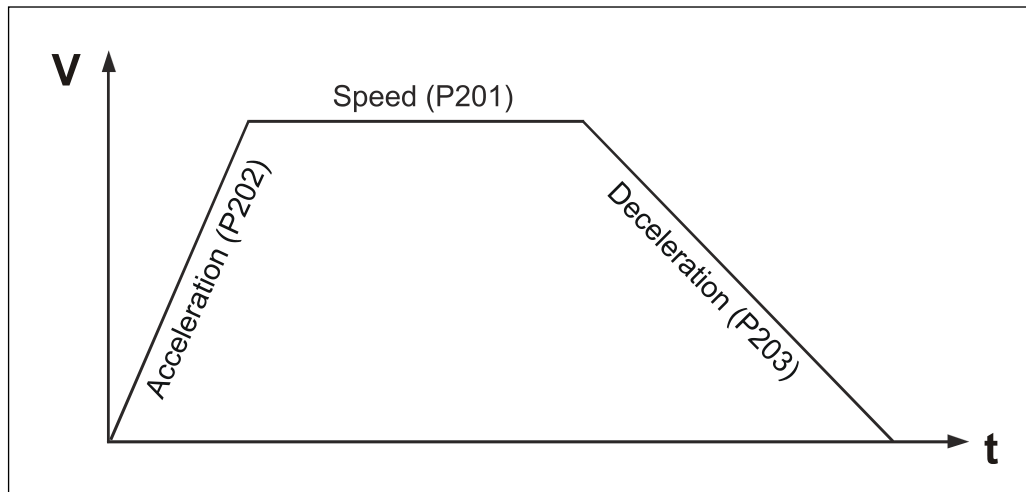 V
Speed (P201)
Acceleration (P202)
Deceleration (P203)
t